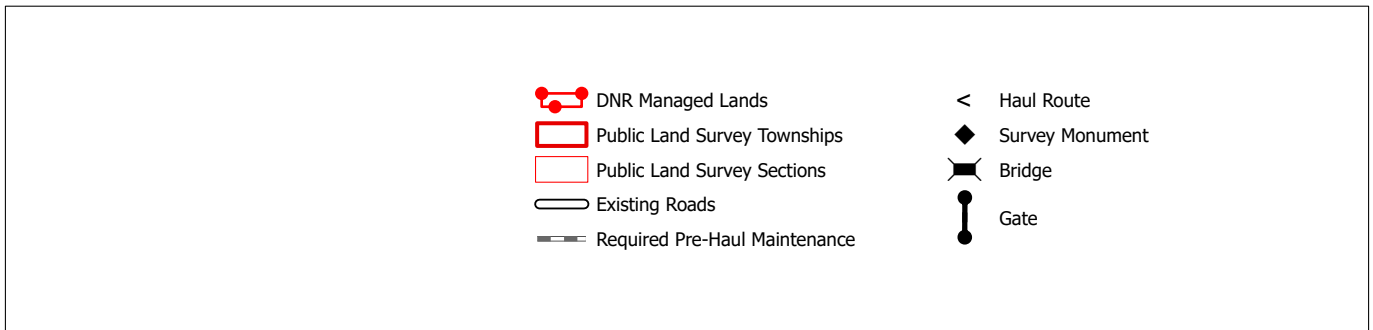 DNR Managed Lands
Public Land Survey Townships
Public Land Survey Sections
Existing Roads
Required Pre-Haul Maintenance
Haul Route
Survey Monument
Bridge
Gate